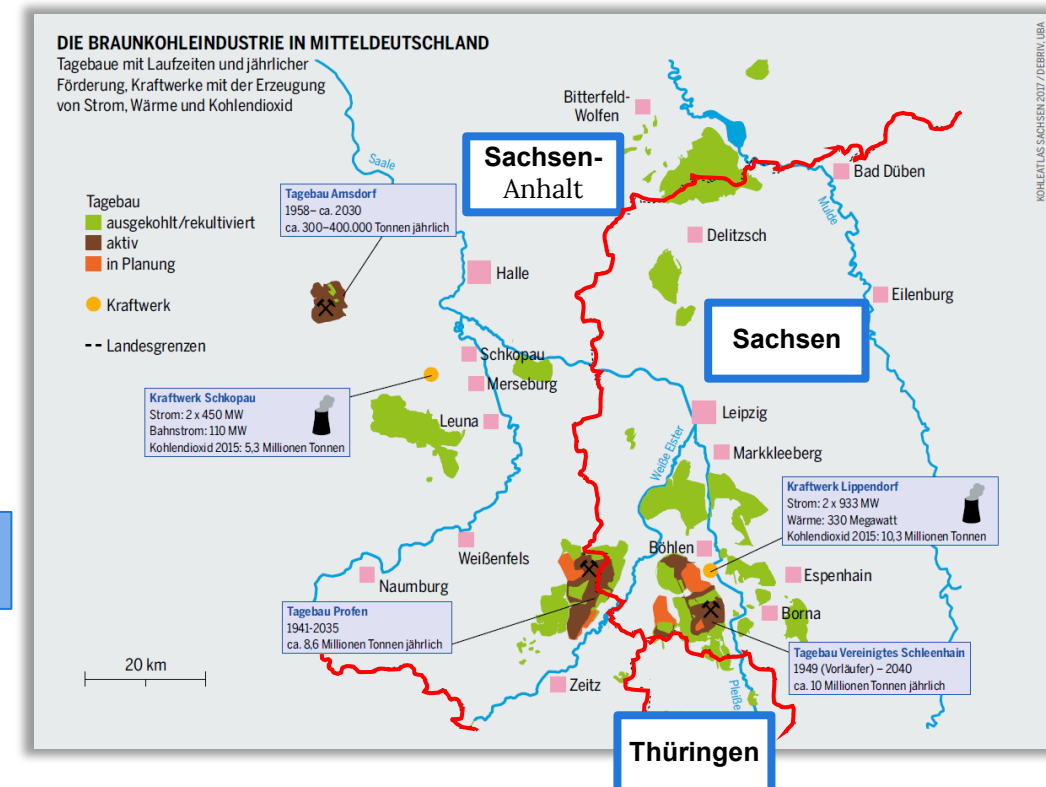 DIE BRAUNKOHLEINDUSTRIE IN MITTELDEUTSCHLAND
Tagebaue mit Laufzeiten und jährlicher
Förderung, Kraftwerke mit der Erzeugung
von Strom, Wärme und Kohlendioxid
KOHLEATLAS SACHSEN 2017 / DEBRIV, UBA
Bitterfeld-
Wolfen
Sachsen-
Anhalt
Saale
Bad Düben
Mulde
Tagebau Amsdorf
1958– ca. 2030
ca. 300–400.000 Tonnen jährlich
Tagebau
ausgekohlt/rekultiviert
aktiv
in Planung
Kraftwerk
-- Landesgrenzen
Delitzsch
Halle
Eilenburg
Sachsen
Schkopau
Merseburg
Leuna
Kraftwerk Schkopau
Strom: 2 x 450 MW
Bahnstrom: 110 MW
Kohlendioxid 2015: 5,3 Millionen Tonnen
Leipzig
Weiße Elster
Markkleeberg
Kraftwerk Lippendorf
Strom: 2 x 933 MW
Wärme: 330 Megawatt
Kohlendioxid 2015: 10,3 Millionen Tonnen
Böhlen
Weißenfels
Espenhain
Naumburg
Borna
Tagebau Profen
1941-2035
ca. 8,6 Millionen Tonnen jährlich
Tagebau Vereinigtes Schleenhain
1949 (Vorläufer) – 2040
ca. 10 Millionen Tonnen jährlich
20 km
Zeitz
Pleiße
Thüringen